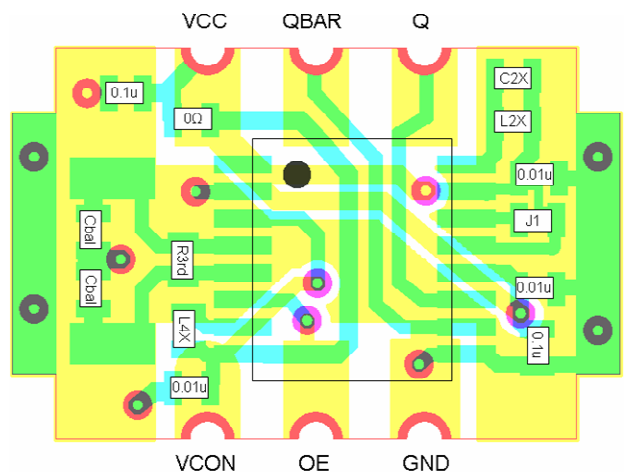 VCC QBAR Q
C2X
0.1u
0Ω
L2X
0.01u
Cbal
J1
R3rd
Cbal
0.01u
L4X
0.1u
0.01u
VCON OE GND